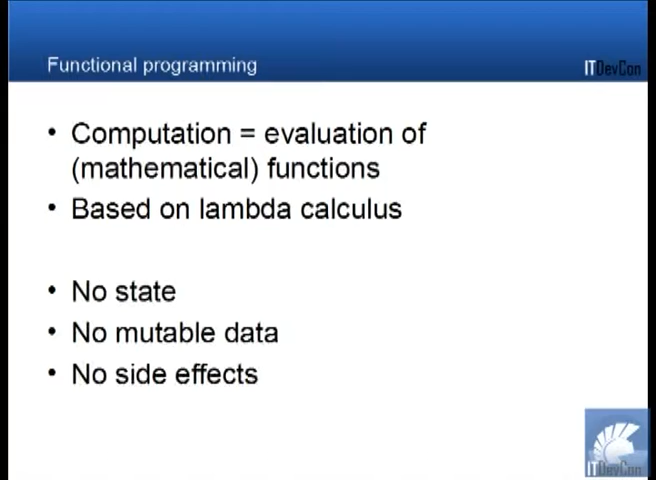 Functional programming
ITDevCon
• Computation = evaluation of
(mathematical) functions
• Based on lambda calculus
• No state
• No mutable data
• No side effects
ITDevCon